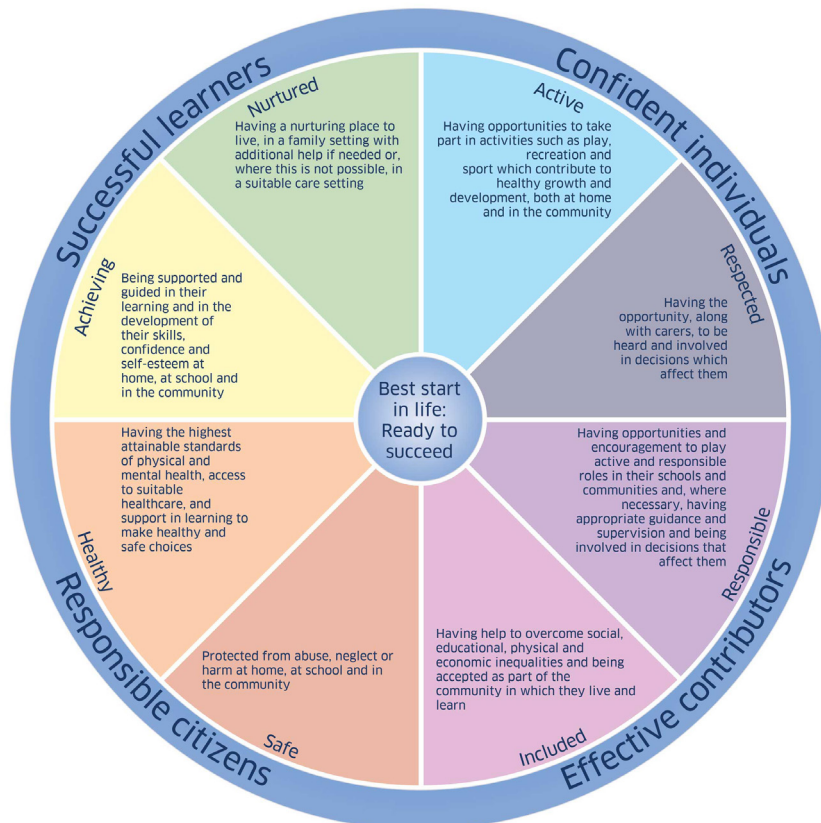 Successful learners
Confident individuals
Nurtured
Having a nurturing place to
live, in a family setting with
additional help if needed or,
where this is not possible, in
a suitable care setting
Active
Having opportunities to take
part in activities such as play,
recreation and
sport which contribute to
healthy growth and
development, both at home
and in the community
Achieving
Being supported and
guided in their
learning and in the
development of
their skills,
confidence and
self-esteem at
home, at school and
in the community
Respected
Having the
opportunity, along
with carers, to be
heard and involved
in decisions which
affect them
Best start
in life:
Ready to
succeed
Healthy
Having the highest
attainable standards
of physical and
mental health, access
to suitable
healthcare, and
support in learning to
make healthy and
safe choices
Responsible
Having opportunities and
encouragement to play
active and responsible
roles in their schools and
communities and, where
necessary, having
appropriate guidance and
supervision and being
involved in decisions that
affect them
Protected from abuse, neglect or
harm at home, at school and in
the community
Safe
Having help to overcome social,
educational, physical and
economic inequalities and being
accepted as part of the
community in which they live and
learn
Included
Responsible citizens
Effective contributors